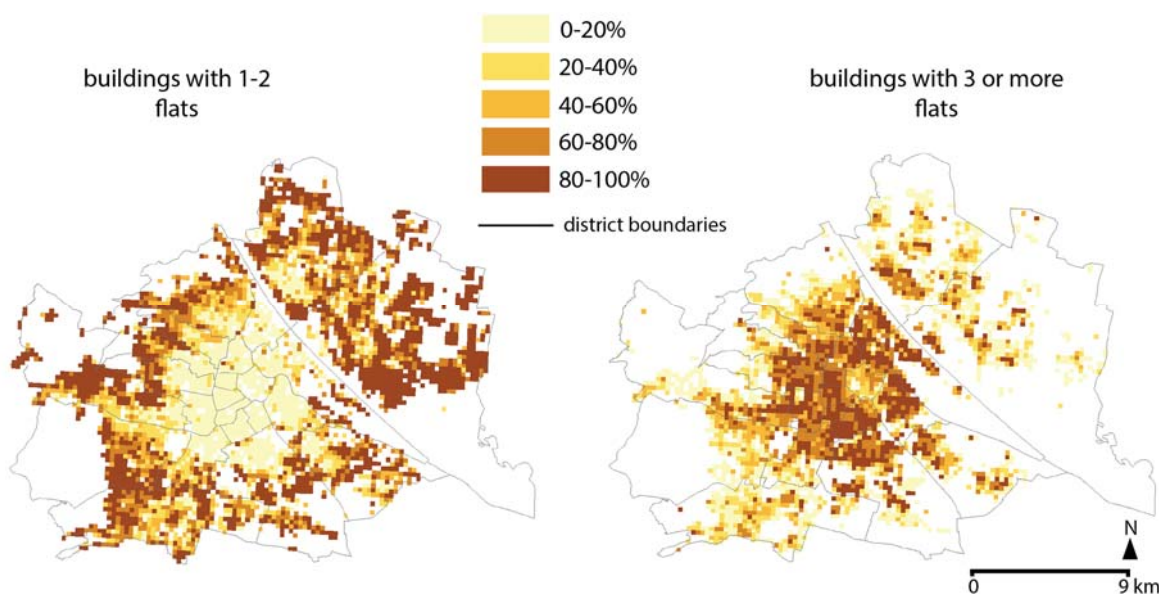 buildings with 1-2
flats
0-20%
20-40%
40-60%
60-80%
80-100%
district boundaries
buildings with 3 or more
flats
N
0 9 km